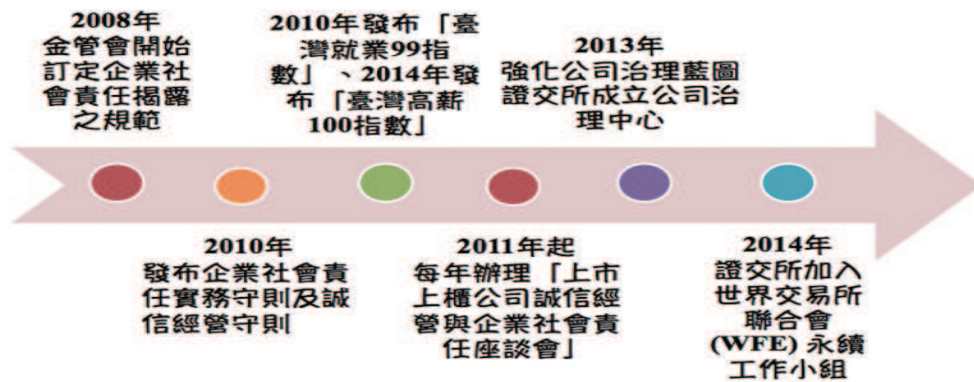 2008年
金管會開始
訂定企業社
會責任揭露
之規範
2010年
發布企業社會責
任實務守則及誠
信經營守則
2010年發布「臺
灣就業99指
數」、2014年發
布「臺灣高薪
100指數」
2011年起
每年辦理「上市
上櫃公司誠信經
營與企業社會責
任座談會」
2013年
強化公司治理藍圖
證交所成立公司治
理中心
2014年
證交所加入
世界交易所
聯合會
(WFE) 永續
工作小組